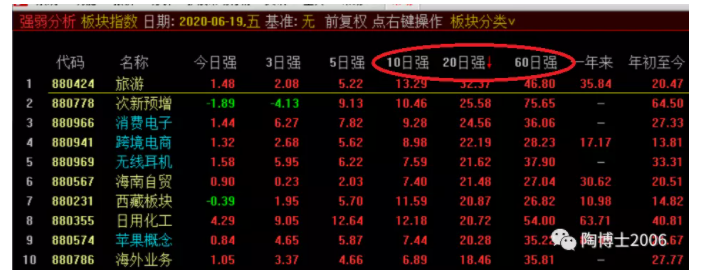 强弱分析 板块指数 日期: 2020-06-19,五 基准: 无 前复权 点右键操作 板块分类
代码 名称 今日强 3日强 5日强 10日强 20日强↓ 60日强 一年来 年初至今
1 880424 旅游 1.48 2.08 5.22 13.29 32.37 46.80 35.84 20.47
2 880778 次新预增 -1.89 -4.13 9.13 10.46 25.58 75.65 — 64.50
3 880966 消费电子 1.44 6.27 7.82 9.28 24.56 36.06 — 27.33
4 880941 跨境电商 1.32 2.68 5.62 8.98 22.19 28.23 17.17 13.81
5 880969 无线耳机 1.58 5.95 6.22 7.59 21.62 37.90 — 33.31
6 880567 海南自贸 0.90 0.23 2.03 7.40 21.48 27.04 30.62 20.51
7 880231 西藏板块 -0.39 1.95 5.70 11.59 20.87 26.82 10.98 14.82
8 880355 日用化工 4.29 9.05 12.64 12.18 20.72 54.00 63.71 40.81
9 880574 苹果概念 0.84 4.65 5.87 7.44 20.28
10 880786 海外业务 1.05 3.37 4.66 6.89 18.46 35.81 — 27.77
陶博士2006